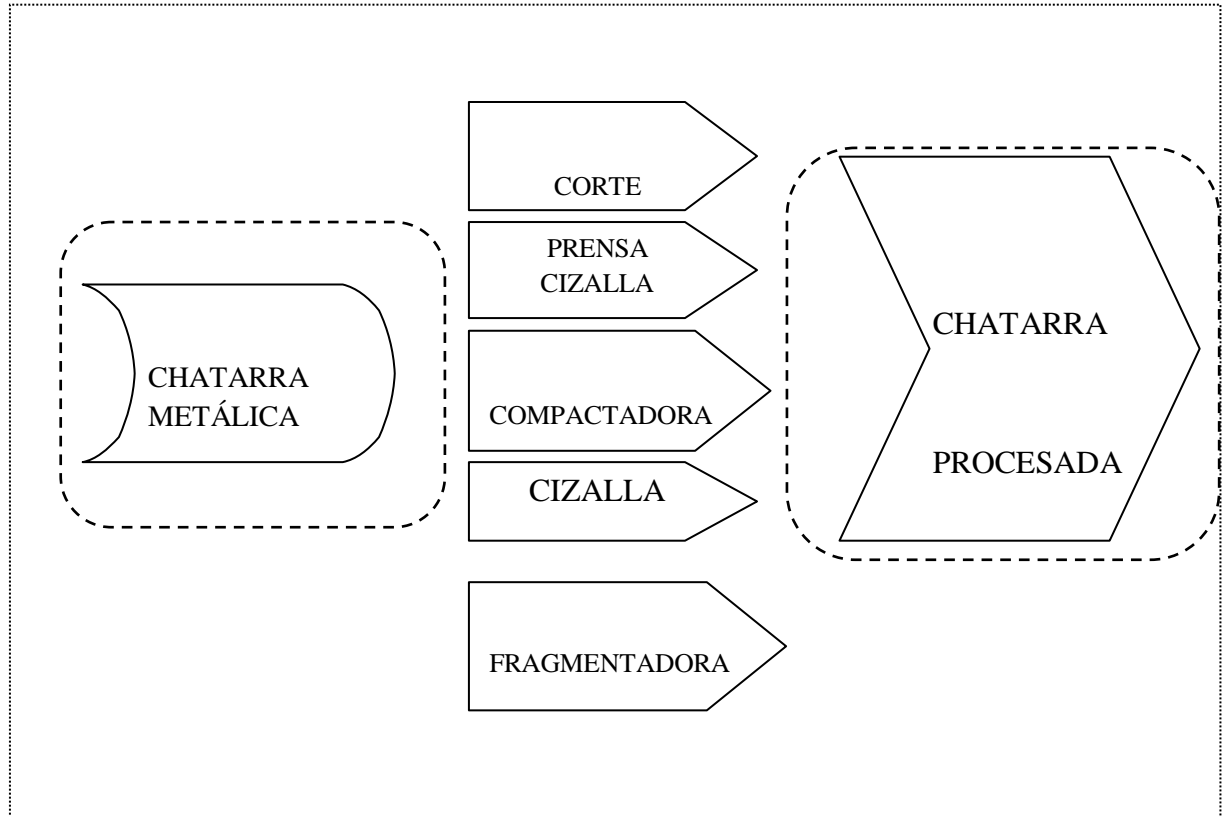 CHATARRA
METÁLICA
CORTE
PRENSA
CIZALLA
COMPACTADORA
CIZALLA
FRAGMENTADORA
CHATARRA
PROCESADA